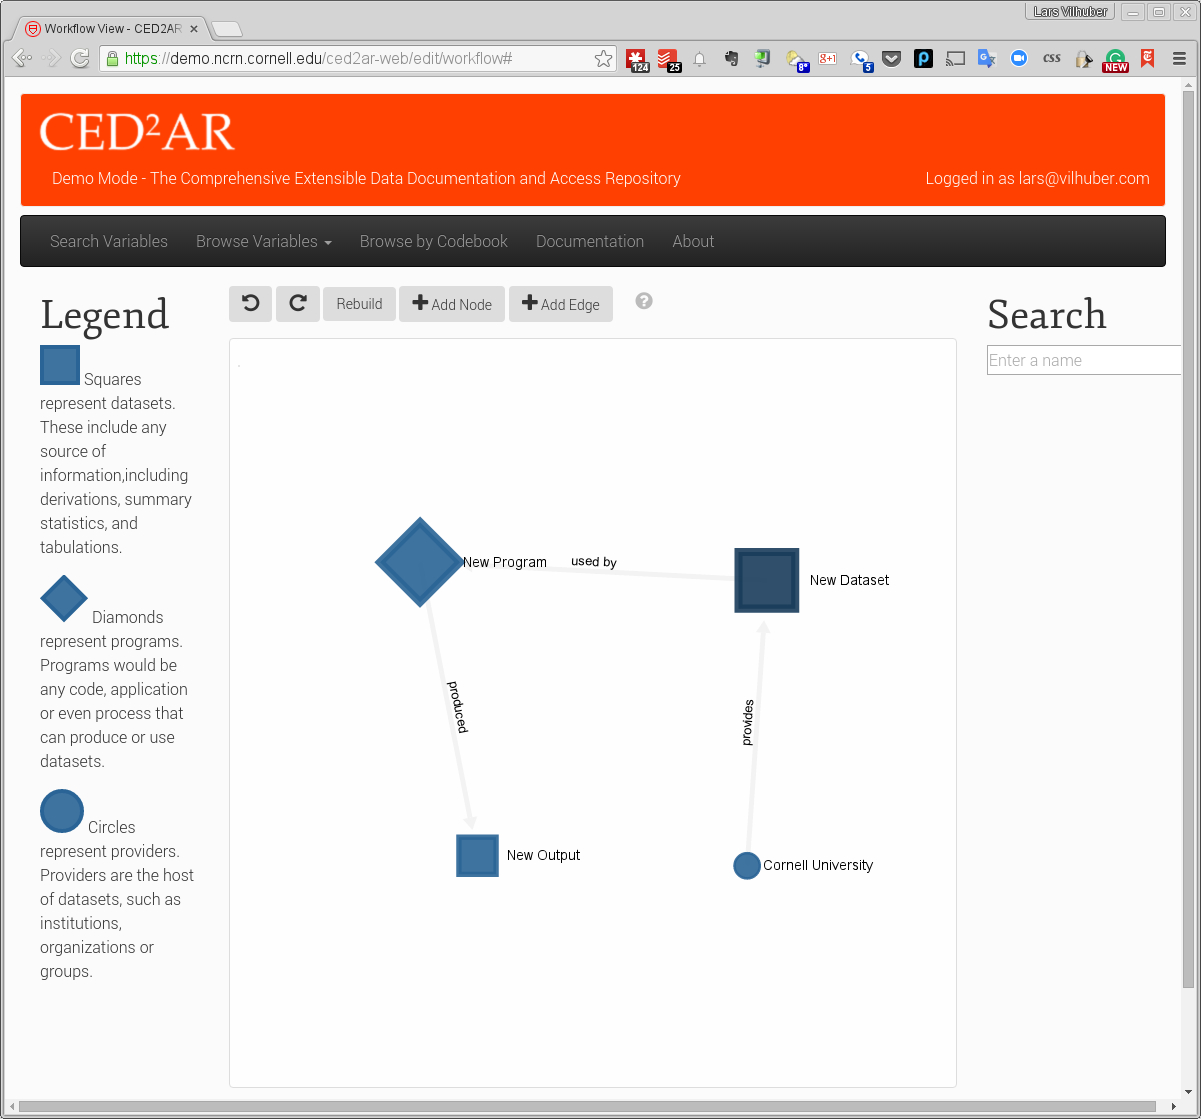 Lars Vilhuber
Workflow View - CED2AR
https://demo.ncrn.cornell.edu/ced2ar-web/edit/workflow#
124
25
8°
g+1
5
CSS
NEW
CED²AR
Demo Mode - The Comprehensive Extensible Data Documentation and Access Repository
Logged in as lars@vilhuber.com
Search Variables
Browse Variables
Browse by Codebook
Documentation
About
Legend
Squares
represent datasets.
These include any
source of
information,including
derivations, summary
statistics, and
tabulations.
Diamonds
represent programs.
Programs would be
any code, application
or even process that
can produce or use
datasets.
Circles
represent providers.
Providers are the host
of datasets, such as
institutions,
organizations or
groups.
Rebuild
Add Node
Add Edge
?
New Program
used by
New Dataset
produced
provides
New Output
Cornell University
Search
Enter a name